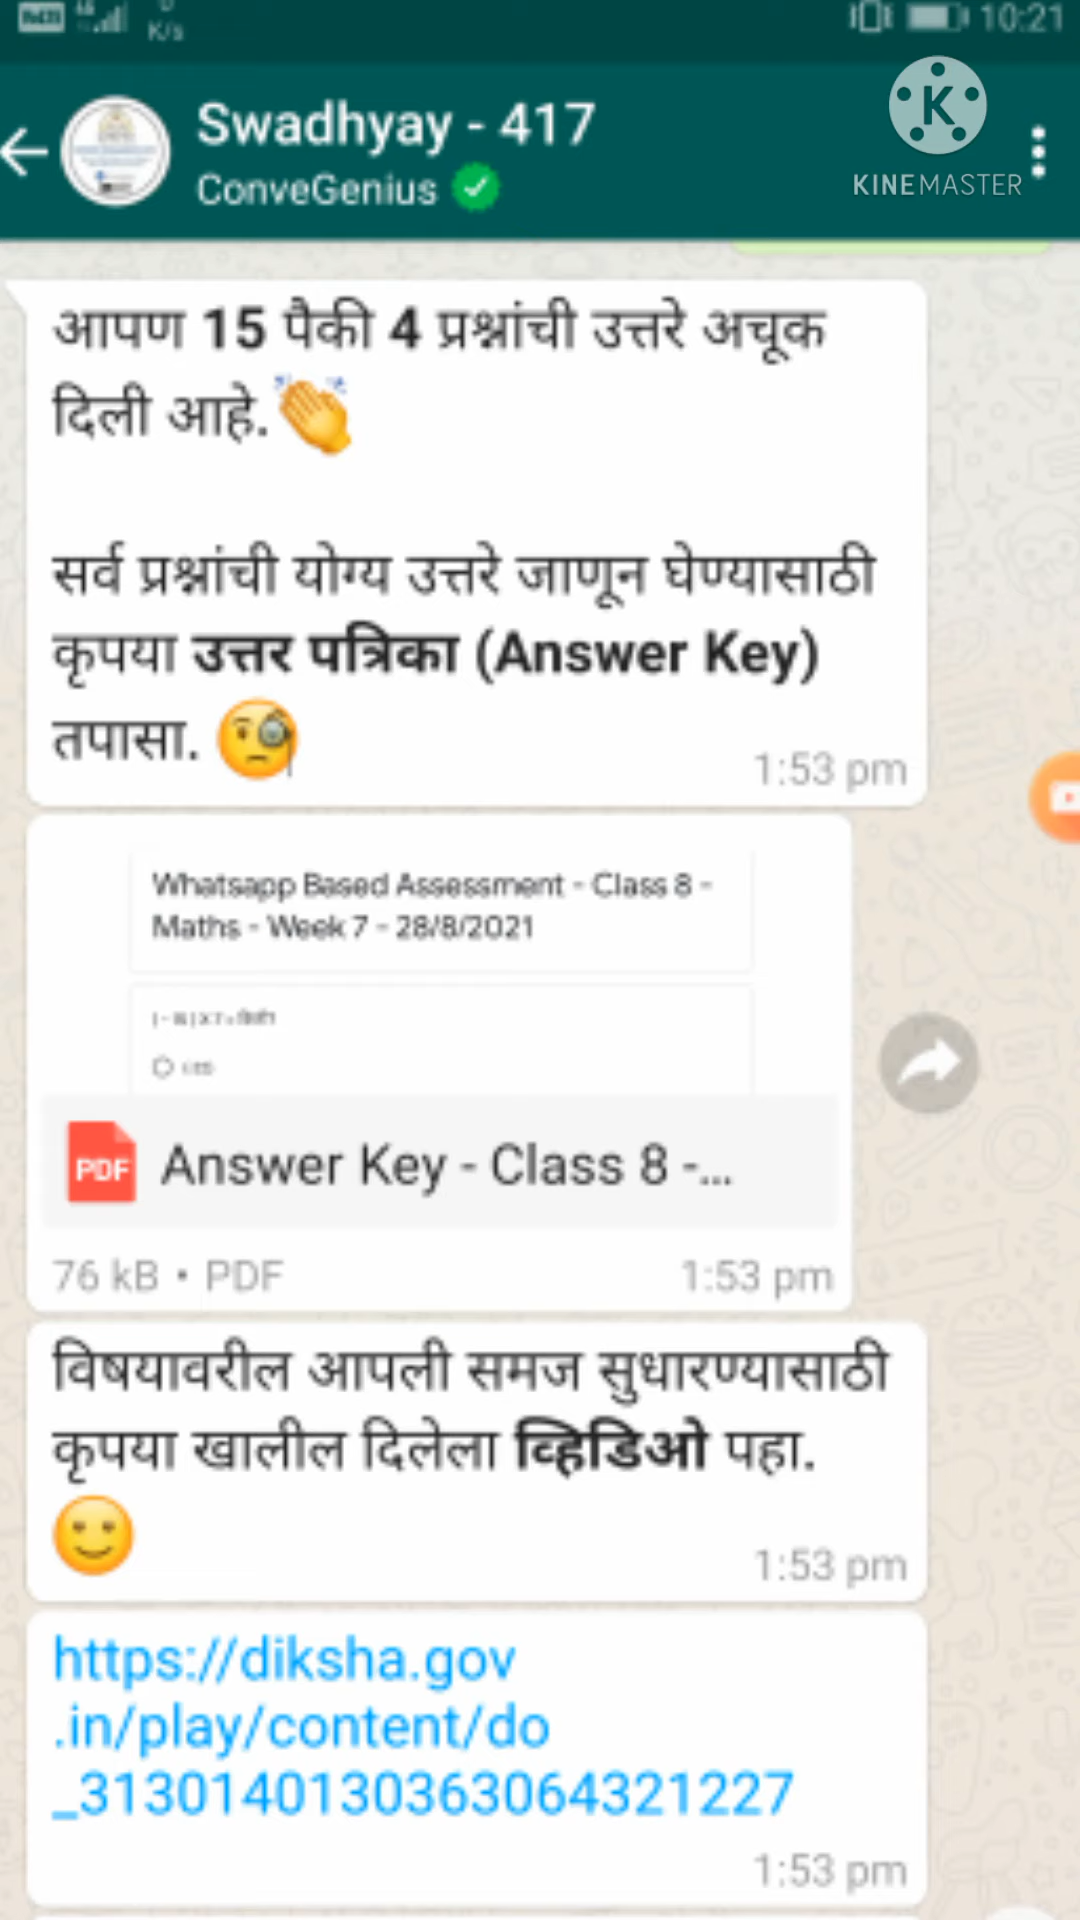 K/s
10:21
Swadhyay - 417
ConveGenius
K
KINEMASTER
आपण 15 पैकी 4 प्रश्नांची उत्तरे अचूक
दिली आहे.
सर्व प्रश्नांची योग्य उत्तरे जाणून घेण्यासाठी
कृपया उत्तर पत्रिका (Answer Key)
तपासा.
1:53 pm
Whatsapp Based Assessment - Class 8 -
Maths - Week 7 - 28/8/2021
PDF
Answer Key - Class 8 -...
76 kB • PDF
1:53 pm
विषयावरील आपली समज सुधारण्यासाठी
कृपया खालील दिलेला व्हिडिओ पहा.
1:53 pm
https://diksha.gov
.in/play/content/do
_31301401303630643​21227
1:53 pm